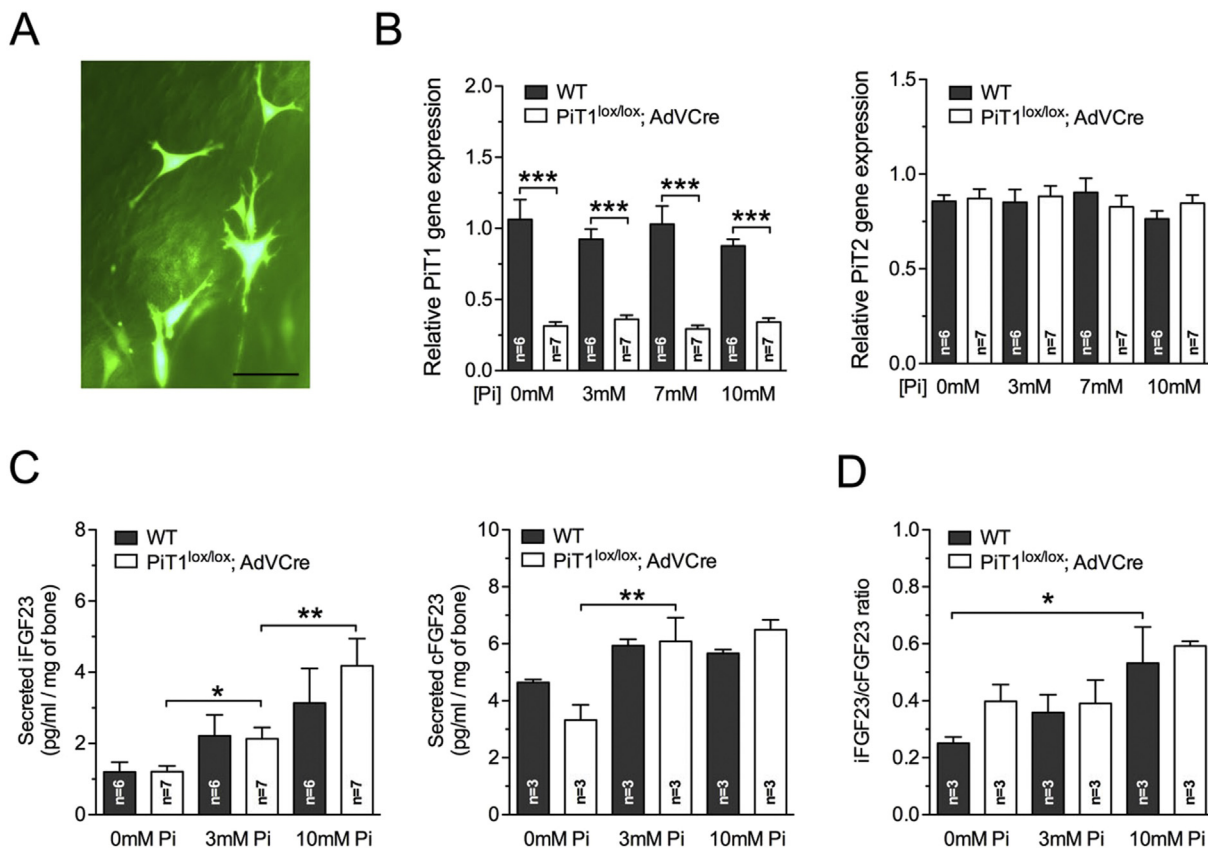 A
B
Relative PiT1 gene expression
2.0
1.5
1.0
0.5
0.0
WT
PiT1lox/lox; AdVCre
***
***
***
***
n=6
n=7
n=6
n=7
n=6
n=7
n=6
n=7
[Pi] 0mM 3mM 7mM 10mM
Relative PiT2 gene expression
1.5
1.0
0.5
0.0
WT
PiT1lox/lox; AdVCre
n=6
n=7
n=6
n=7
n=6
n=7
n=6
n=7
[Pi] 0mM 3mM 7mM 10mM
C
Secreted iFGF23
(pg/ml / mg of bone)
8
6
4
2
0
WT
PiT1lox/lox; AdVCre
**
*
n=6
n=7
n=6
n=7
n=6
n=7
0mM Pi 3mM Pi 10mM Pi
Secreted cFGF23
(pg/ml / mg of bone)
10
8
6
4
2
0
WT
PiT1lox/lox; AdVCre
**
n=3
n=3
n=3
n=3
n=3
n=3
0mM Pi 3mM Pi 10mM Pi
D
iFGF23/cFGF23 ratio
1.0
0.8
0.6
0.4
0.2
0.0
WT
PiT1lox/lox; AdVCre
*
n=3
n=3
n=3
n=3
n=3
n=3
0mM Pi 3mM Pi 10mM Pi